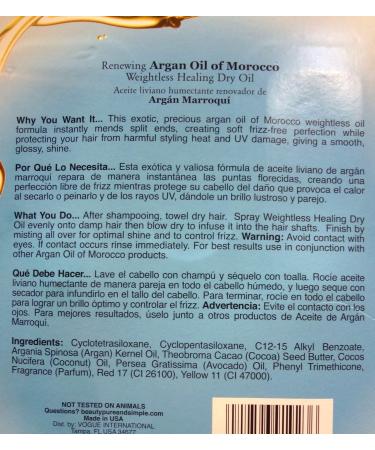 Renewing Argan Oil of Morocco
Weightless Healing Dry Oil
Aceite liviano humectante renovador de
Argán Marroquí
Why You Want It... This exotic, precious argan oil of Morocco weightless oil
formula instantly mends split ends, creating soft frizz-free perfection while
protecting your hair from harmful styling heat and UV damage, giving a smooth,
glossy, shine.
Por Qué Lo Necesita... Esta exótica y valiosa fórmula de aceite liviano de argán
marroquí repara de manera instantánea las puntas florecidas, creando una
perfección libre de frizz mientras protege su cabello del daño que provoca el calor
al secarlo o peinarlo y de los rayos UV, dándole un brillo lustroso y parejo.
What You Do... After shampooing, towel dry hair. Spray Weightless Healing Dry
Oil evenly onto damp hair then blow dry to infuse it into the hair shafts. Finish by
misting all over for optimal shine and to control frizz. Warning: Avoid contact with
eyes. If contact occurs rinse immediately. For best results use in conjunction with
other Argan Oil of Morocco products.
Qué Debe Hacer... Lave el cabello con champú y séquelo con toalla. Rocíe aceite
liviano humectante de manera pareja en todo el cabello húmedo, y luego seque con
secador para infundirlo en el tallo del cabello. Para terminar, rocíe en todo el cabello
para lograr un brillo óptimo y controlar el frizz. Advertencia: Evite el contacto con los
ojos. Para mejores resultados, úselo junto a otros productos de Aceite de Argán
Marroquí.
Ingredients: Cyclotetrasiloxane, Cyclopentasiloxane, C12-15 Alkyl Benzoate,
Argania Spinosa (Argan) Kernel Oil, Theobroma Cacao (Cocoa) Seed Butter, Cocos
Nucifera (Coconut) Oil, Persea Gratissima (Avocado) Oil, Phenyl Trimethicone,
Fragrance (Parfum), Red 17 (CI 26100), Yellow 11 (CI 47000).
NOT TESTED ON ANIMALS
Questions? beautypureandsimple.com
Made in USA
Dist. by: VOGUE INTERNATIONAL
Tampa, FL USA 34677